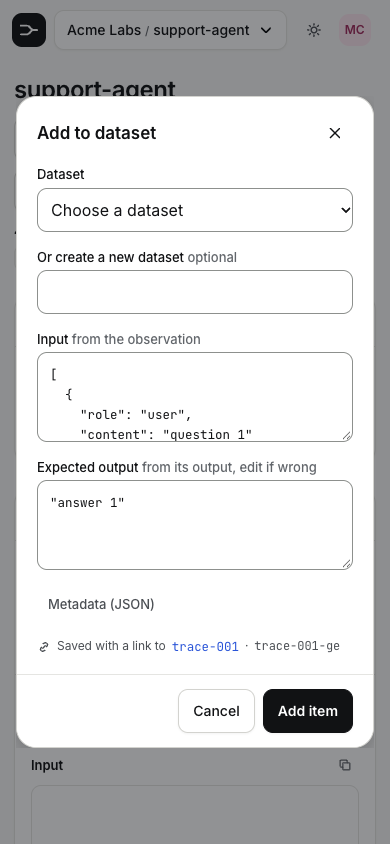 Acme Labs / support-agent
MC
support-agent
Add to dataset
Dataset
Choose a dataset
Or create a new dataset optional
Input from the observation
[
  {
    "role": "user",
    "content": "question 1"
Expected output from its output, edit if wrong
"answer 1"
Metadata (JSON)
Saved with a link to trace-001 · trace-001-ge
Cancel
Add item
Input